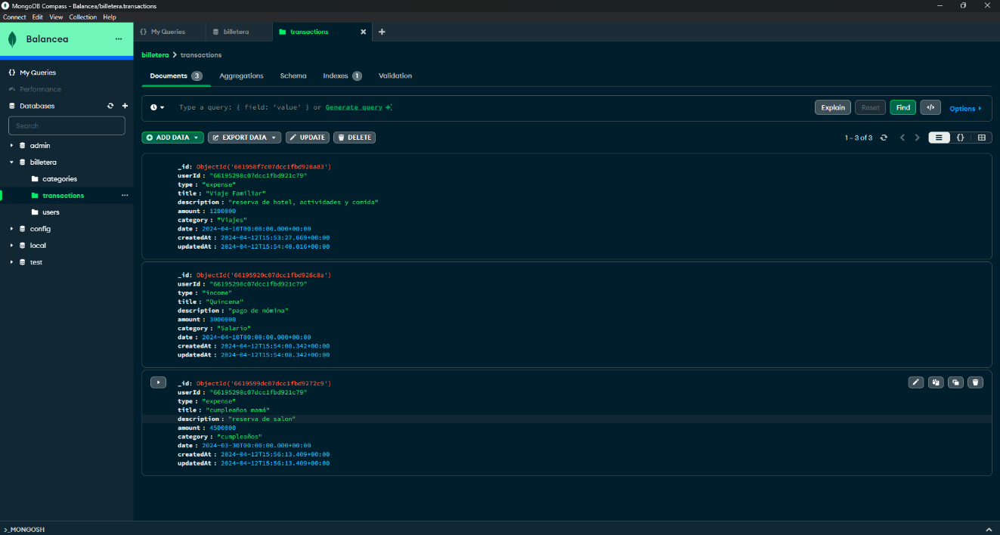 MongoDB Compass - Balancea/billetera.transactions
Connect Edit View Collection Help
Balancea ...
{} My Queries
Performance
Databases
Search
admin
billetera
categories
transactions ...
users
config
local
test
{} My Queries
billetera
transactions
billetera > transactions
Documents 3
Aggregations
Schema
Indexes 1
Validation
Type a query: { field: 'value' } or Generate query
Explain
Reset
Find
</>
Options
ADD DATA
EXPORT DATA
UPDATE
DELETE
1 – 3 of 3
{}
_id: ObjectId('661958f7c07dcc1fbd926a83')
userId : "66195298c07dcc1fbd921c79"
type : "expense"
title : "Viaje Familiar"
description : "reserva de hotel, actividades y comida"
amount : 1200000
category : "Viajes"
date : 2024-04-10T00:00:00.000+00:00
createdAt : 2024-04-12T15:53:27.669+00:00
updatedAt : 2024-04-12T15:54:48.016+00:00
_id: ObjectId('66195920c07dcc1fbd926c8a')
userId : "66195298c07dcc1fbd921c79"
type : "income"
title : "Quincena"
description : "pago de nómina"
amount : 3000000
category : "Salario"
date : 2024-04-10T00:00:00.000+00:00
createdAt : 2024-04-12T15:54:08.342+00:00
updatedAt : 2024-04-12T15:54:08.342+00:00
_id: ObjectId('6619599dc07dcc1fbd9272c9')
userId : "66195298c07dcc1fbd921c79"
type : "expense"
title : "cumpleaños mamá"
description : "reserva de salon"
amount : 4500000
category : "cumpleaños"
date : 2024-03-30T00:00:00.000+00:00
createdAt : 2024-04-12T15:56:13.409+00:00
updatedAt : 2024-04-12T15:56:13.409+00:00
>_MONGOSH